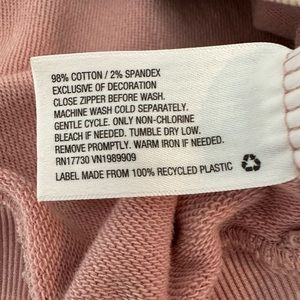 98% COTTON / 2% SPANDEX
EXCLUSIVE OF DECORATION
CLOSE ZIPPER BEFORE WASH.
MACHINE WASH COLD SEPARATELY.
GENTLE CYCLE. ONLY NON-CHLORINE
BLEACH IF NEEDED. TUMBLE DRY LOW.
REMOVE PROMPTLY. WARM IRON IF NEEDED.
RN17730 VN1989909
LABEL MADE FROM 100% RECYCLED PLASTIC